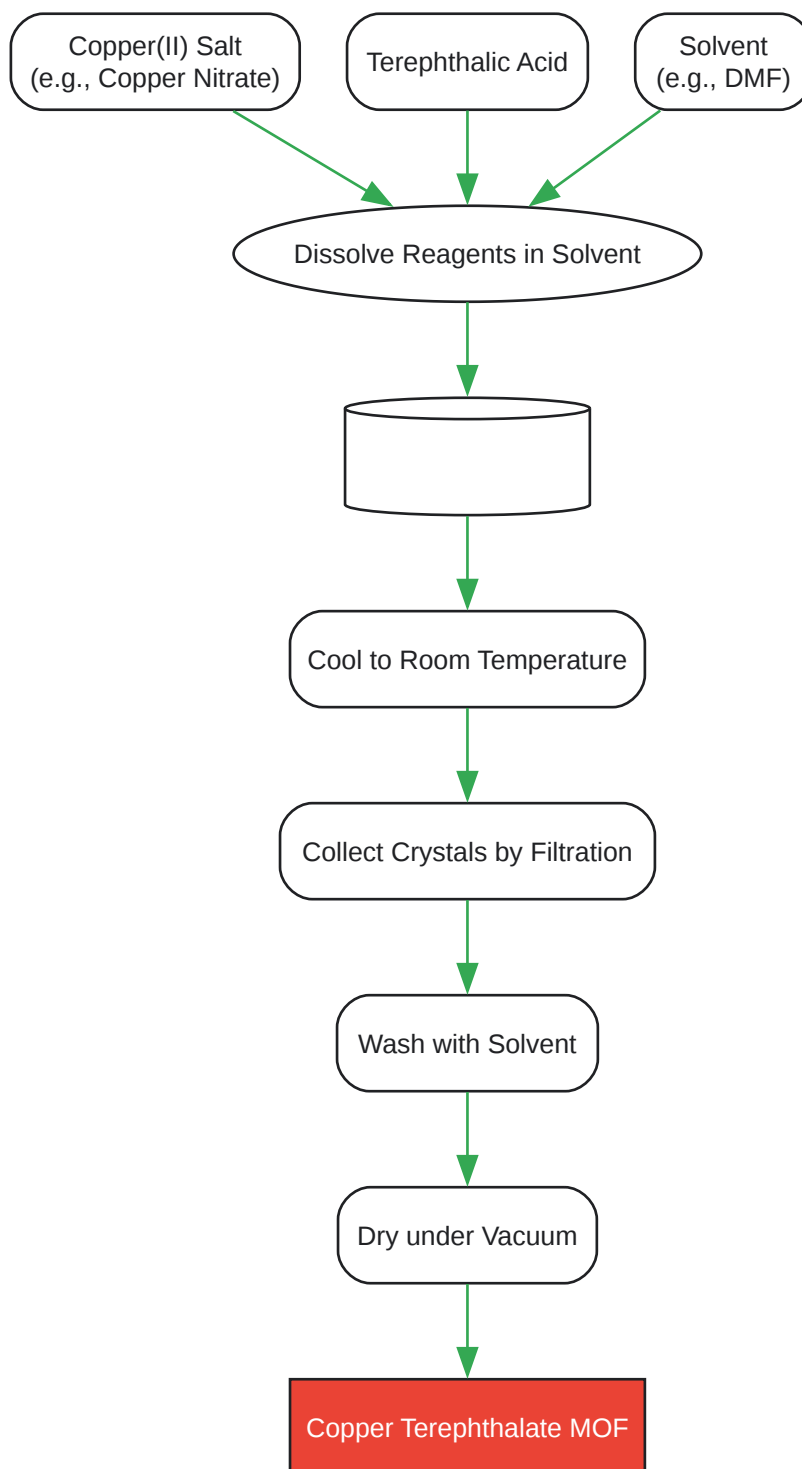 Copper(II) Salt
(e.g., Copper Nitrate)
Terephthalic Acid
Solvent
(e.g., DMF)
Dissolve Reagents in Solvent
Cool to Room Temperature
Collect Crystals by Filtration
Wash with Solvent
Dry under Vacuum
Copper Terephthalate MOF